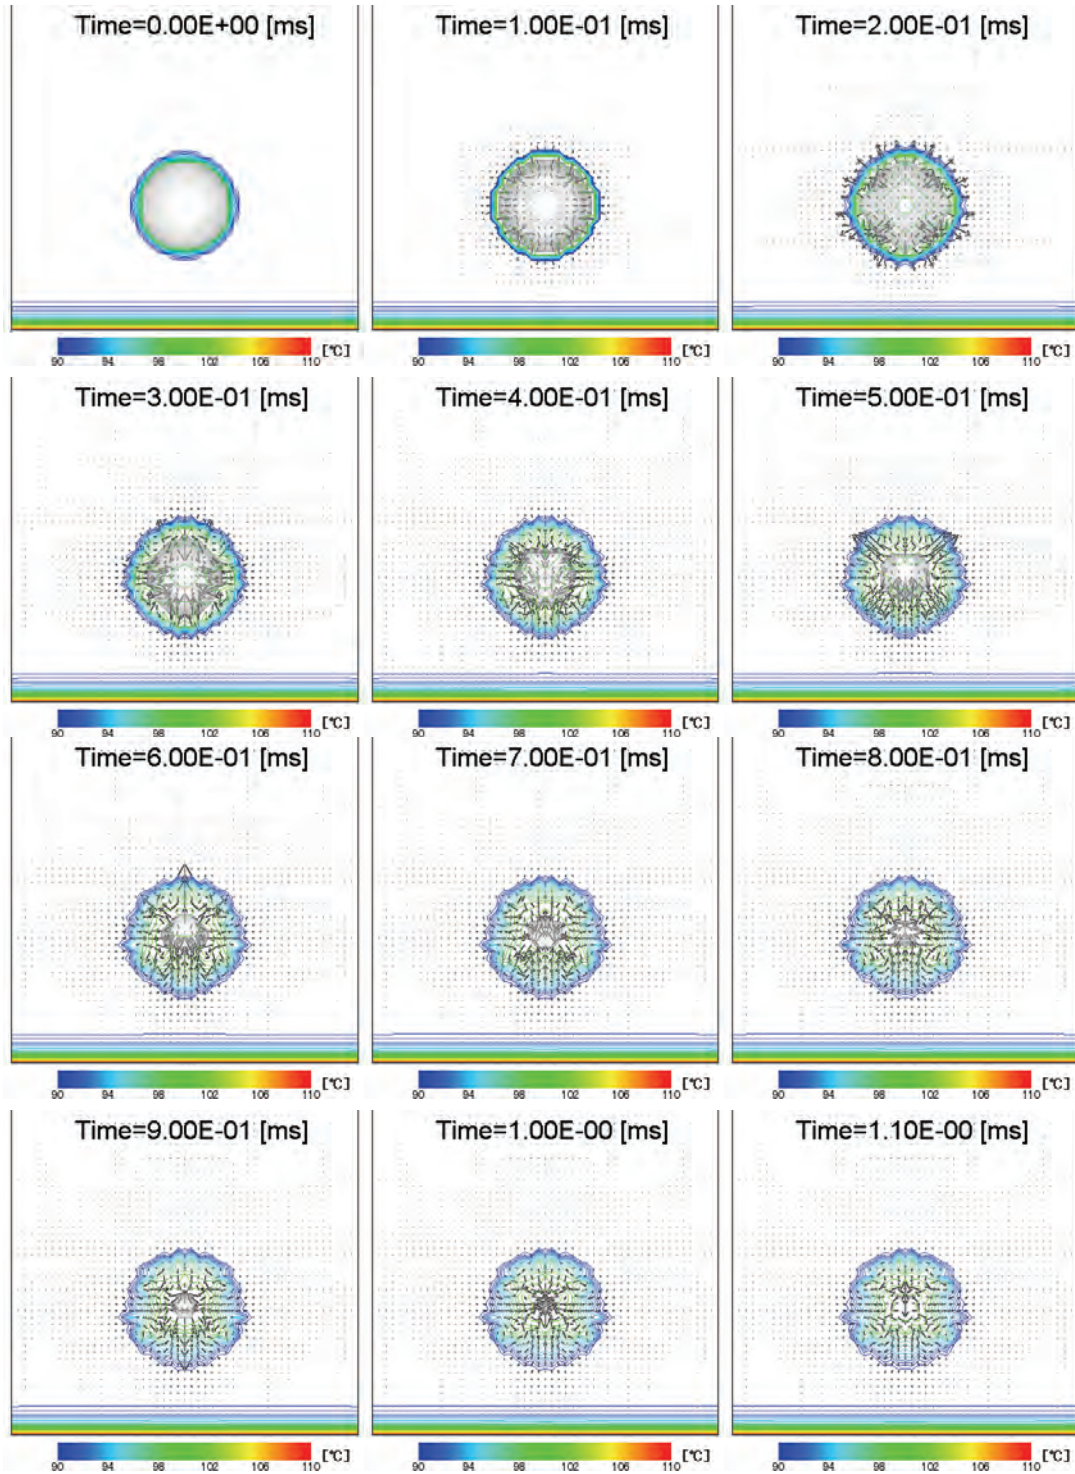 Time=0.00E+00 [ms] Time=1.00E-01 [ms] Time=2.00E-01 [ms]
90 94 98 102 106 110 [℃] 90 94 98 102 106 110 [℃] 90 94 98 102 106 110 [℃]
Time=3.00E-01 [ms] Time=4.00E-01 [ms] Time=5.00E-01 [ms]
90 94 98 102 106 110 [℃] 90 94 98 102 106 110 [℃] 90 94 98 102 106 110 [℃]
Time=6.00E-01 [ms] Time=7.00E-01 [ms] Time=8.00E-01 [ms]
90 94 98 102 106 110 [℃] 90 94 98 102 106 110 [℃] 90 94 98 102 106 110 [℃]
Time=9.00E-01 [ms] Time=1.00E-00 [ms] Time=1.10E-00 [ms]
90 94 98 102 106 110 [℃] 90 94 98 102 106 110 [℃] 90 94 98 102 106 110 [℃]